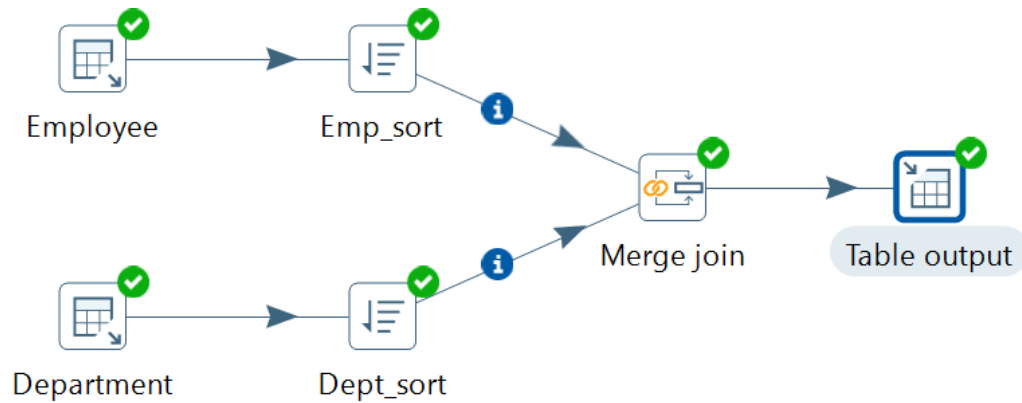 Employee
Emp_sort
Merge join
Table output
Department
Dept_sort